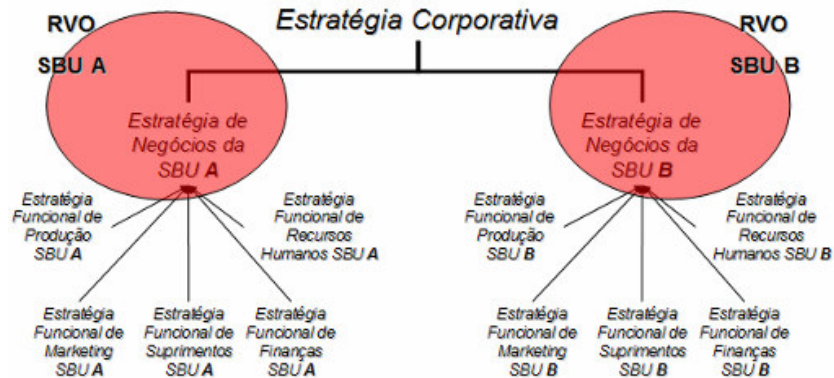 RVO
Estratégia Corporativa
RVO
SBU A
SBU B
Estratégia de
Negócios da
SBU A
Estratégia de
Negócios da
SBU B
Estratégia
Funcional de
Produção
SBU A
Estratégia
Funcional de
Recursos
Humanos SBU A
Estratégia
Funcional de
Produção
SBU B
Estratégia
Funcional de
Recursos
Humanos SBU B
Estratégia
Funcional de
Marketing
SBU A
Estratégia
Funcional de
Suprimentos
SBU A
Estratégia
Funcional de
Finanças
SBU A
Estratégia
Funcional de
Marketing
SBU B
Estratégia
Funcional de
Suprimentos
SBU B
Estratégia
Funcional de
Finanças
SBU B